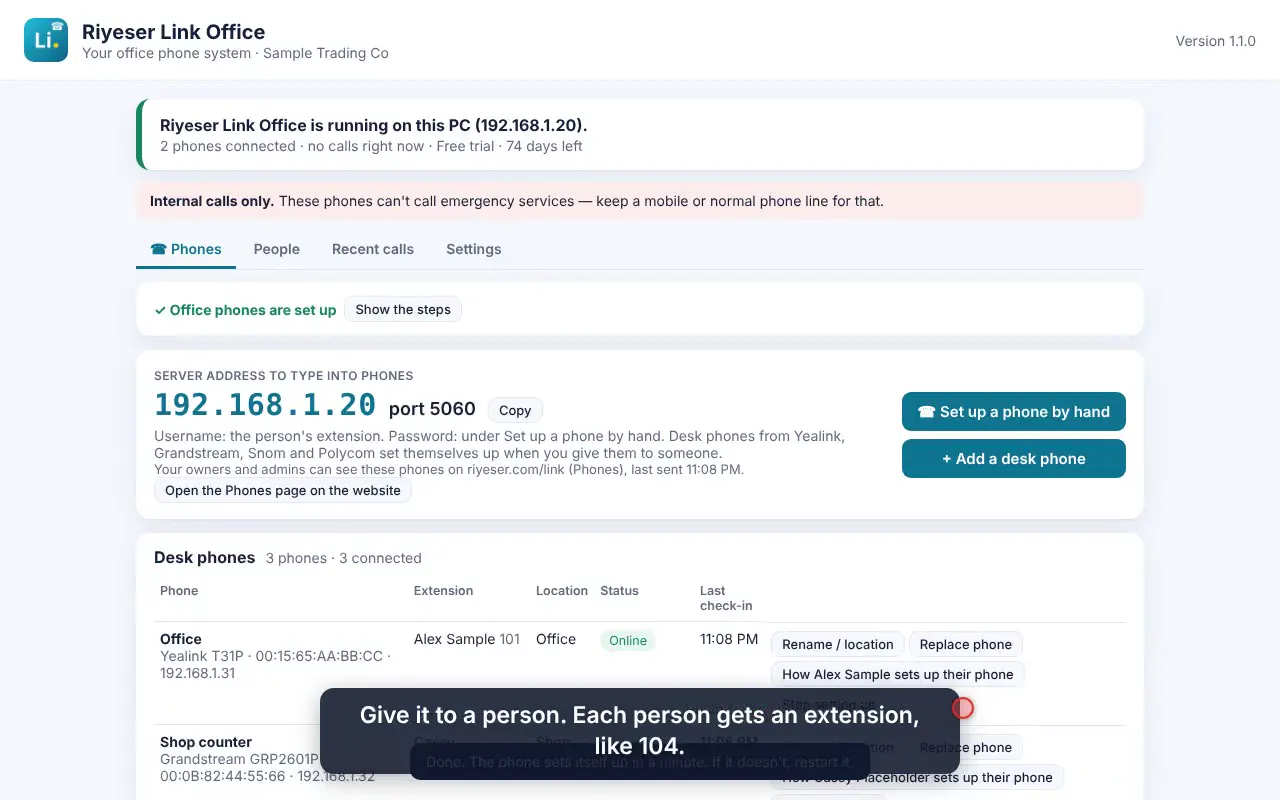 Li.
Riyeser Link Office
Your office phone system · Sample Trading Co
Version 1.1.0
Riyeser Link Office is running on this PC (192.168.1.20).
2 phones connected · no calls right now · Free trial · 74 days left
Internal calls only. These phones can't call emergency services — keep a mobile or normal phone line for that.
☎ Phones
People
Recent calls
Settings
✓ Office phones are set up
Show the steps
SERVER ADDRESS TO TYPE INTO PHONES
192.168.1.20 port 5060 Copy
Username: the person's extension. Password: under Set up a phone by hand. Desk phones from Yealink,
Grandstream, Snom and Polycom set themselves up when you give them to someone.
Your owners and admins can see these phones on riyeser.com/link (Phones), last sent 11:08 PM.
Open the Phones page on the website
☎ Set up a phone by hand
+ Add a desk phone
Desk phones 3 phones · 3 connected
Phone Extension Location Status Last
check-in
Office Alex Sample 101 Office Online 11:08 PM Rename / location Replace phone
Yealink T31P · 00:15:65:AA:BB:CC ·
192.168.1.31
How Alex Sample sets up their phone
Give it to a person. Each person gets an extension,
like 104.
Done. The phone sets itself up in a minute. If it doesn't, restart it.
Shop counter
Grandstream GRP2601P
00:0B:82:44:55:66 · 192.168.1.32
Casey Shop 11:08 PM
Replace phone
How Casey Placeholder sets up their phone